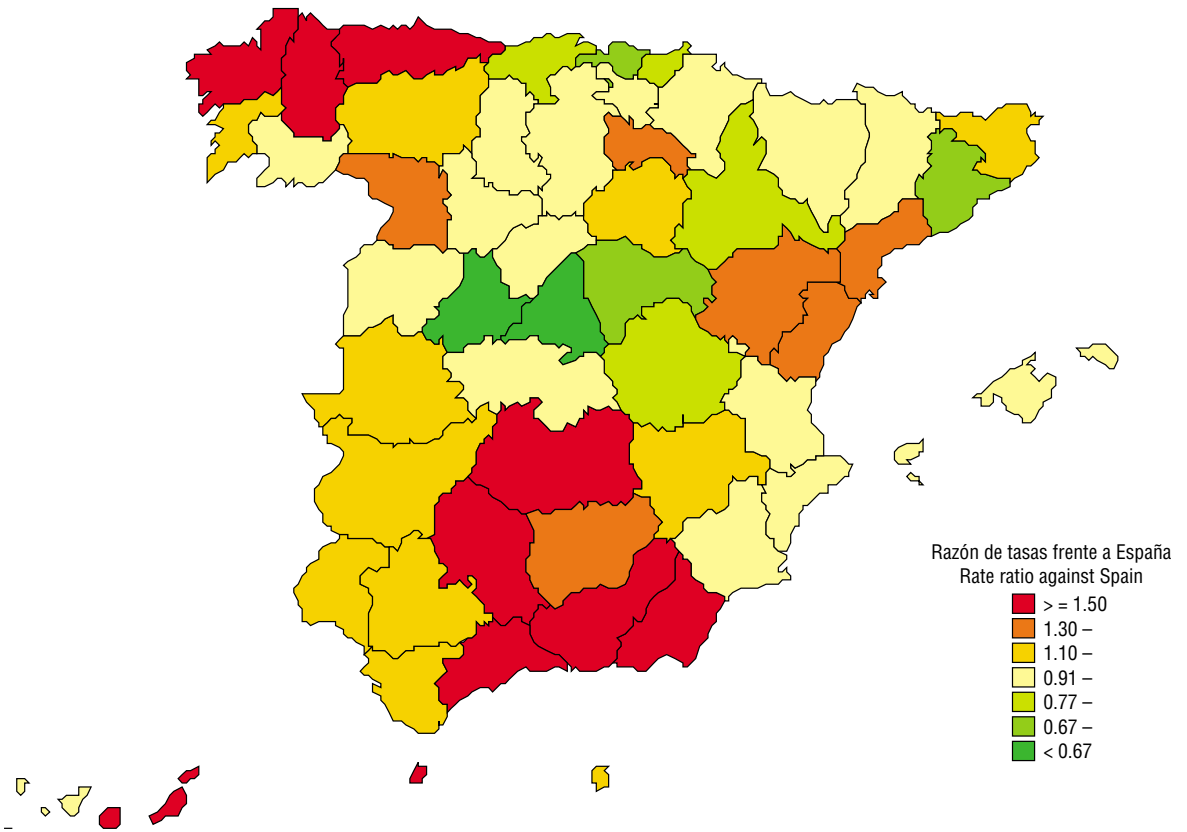 Razón de tasas frente a España
Rate ratio against Spain
> = 1.50
1.30 –
1.10 –
0.91 –
0.77 –
0.67 –
< 0.67